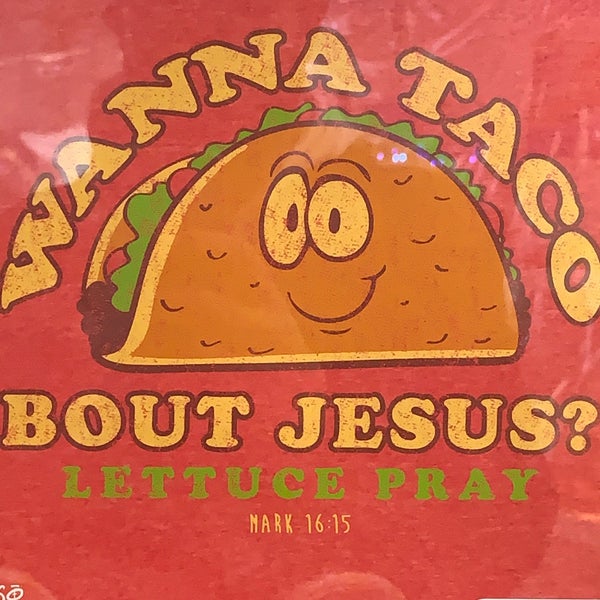 WANNA TACO
BOUT JESUS?
LETTUCE PRAY
MARK 16:15